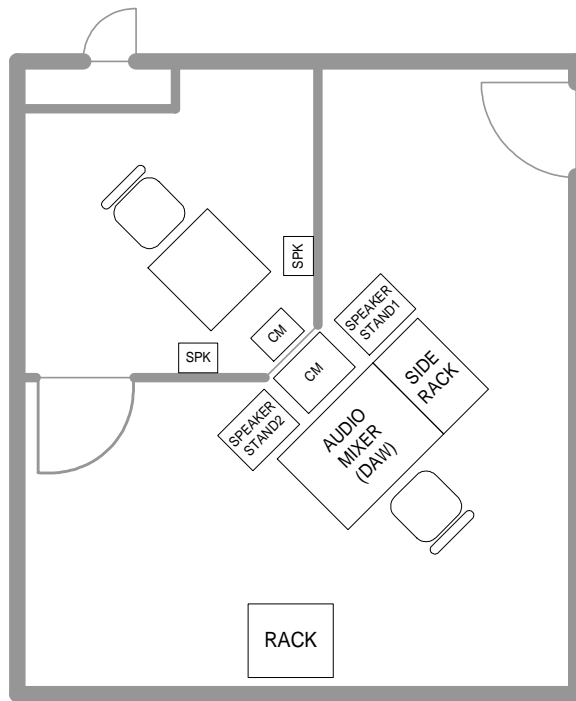 SPK
SPEAKER
STAND1
CM
SPK
CM
SIDE
RACK
SPEAKER
STAND2
AUDIO
MIXER
(DAW)
RACK